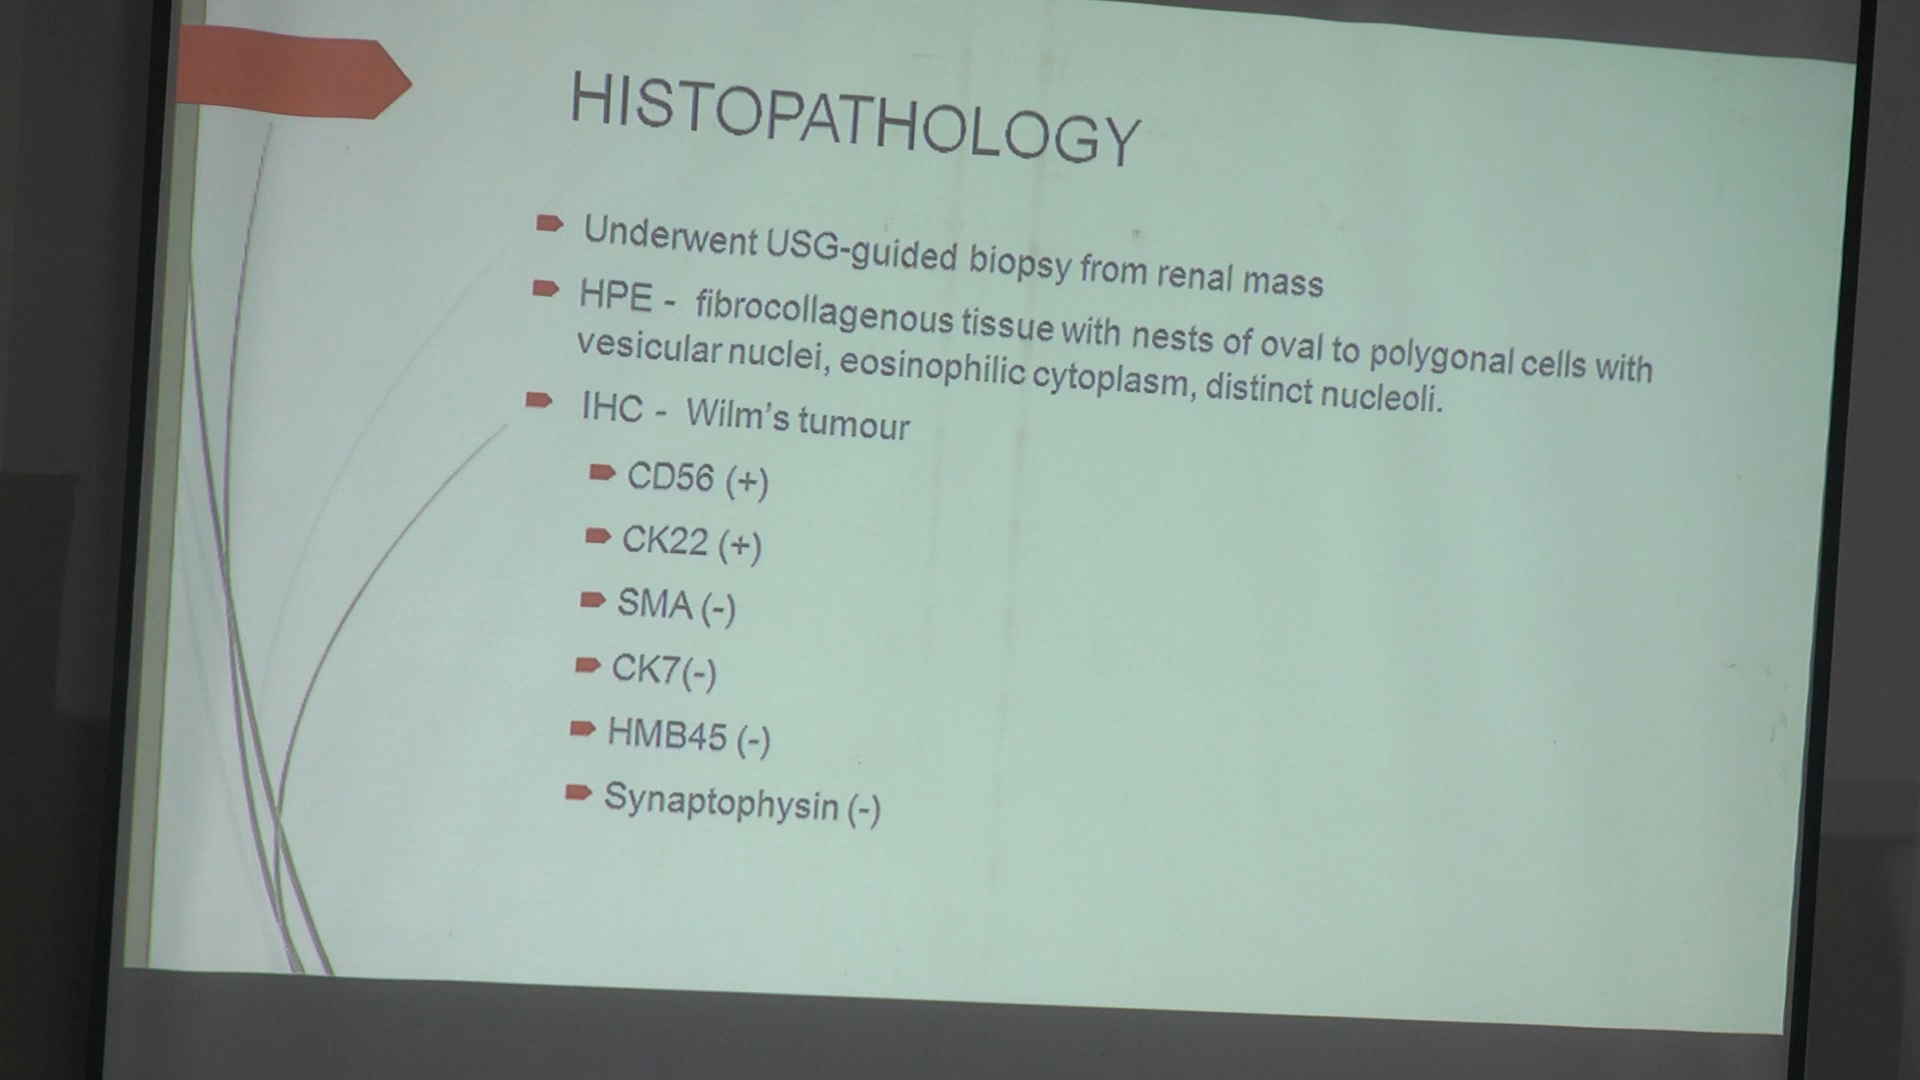 HISTOPATHOLOGY
Underwent USG-guided biopsy from renal mass
HPE - fibrocollagenous tissue with nests of oval to polygonal cells with
vesicular nuclei, eosinophilic cytoplasm, distinct nucleoli.
IHC - Wilm's tumour
CD56 (+)
CK22 (+)
SMA (-)
CK7(-)
HMB45 (-)
Synaptophysin (-)